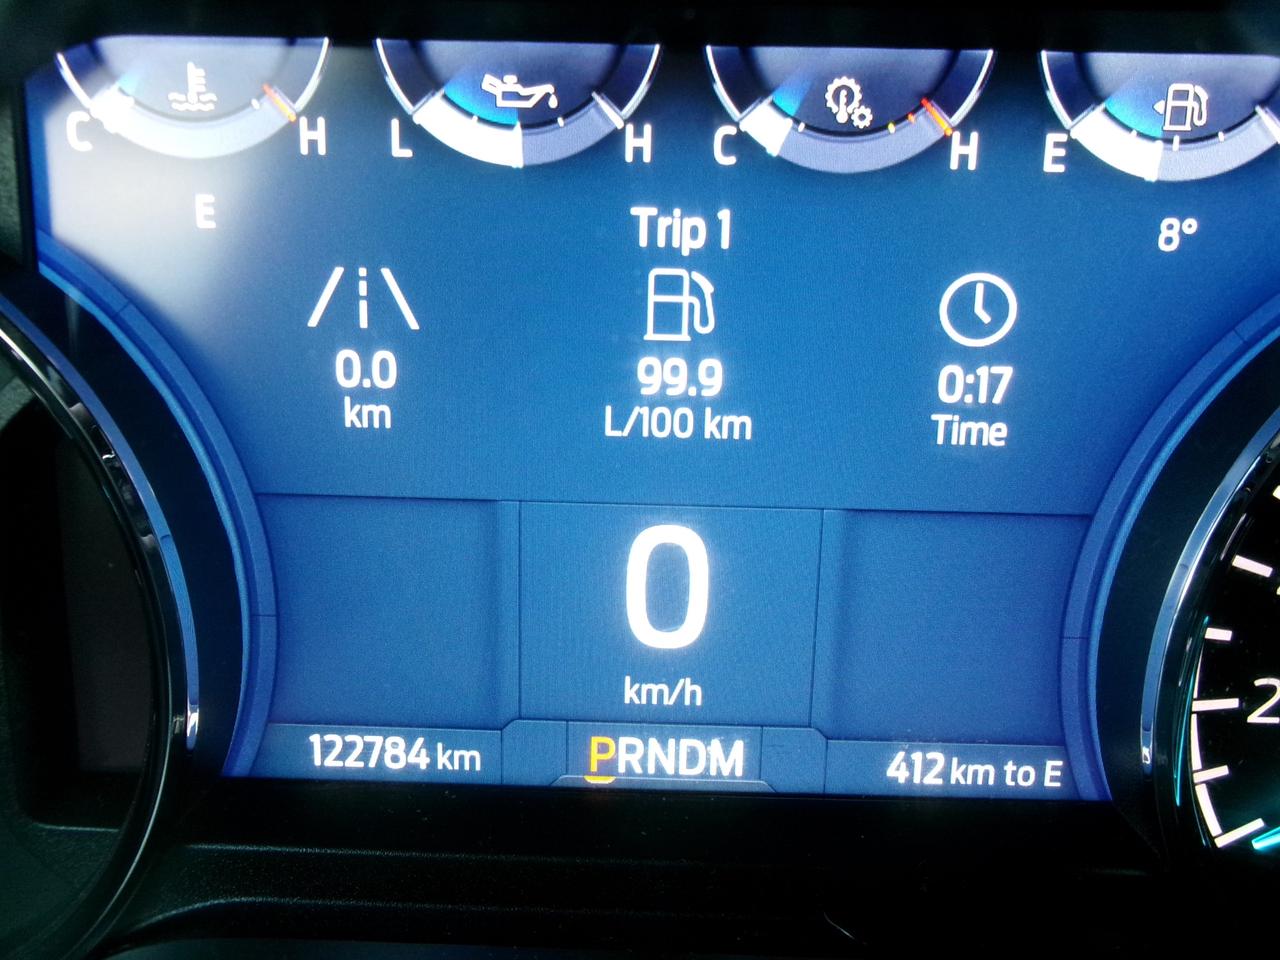 C H L H C H E
E
Trip 1
8°
0.0
km
99.9
L/100 km
0:17
Time
0
km/h
122784 km
PRNDM
412 km to E
2